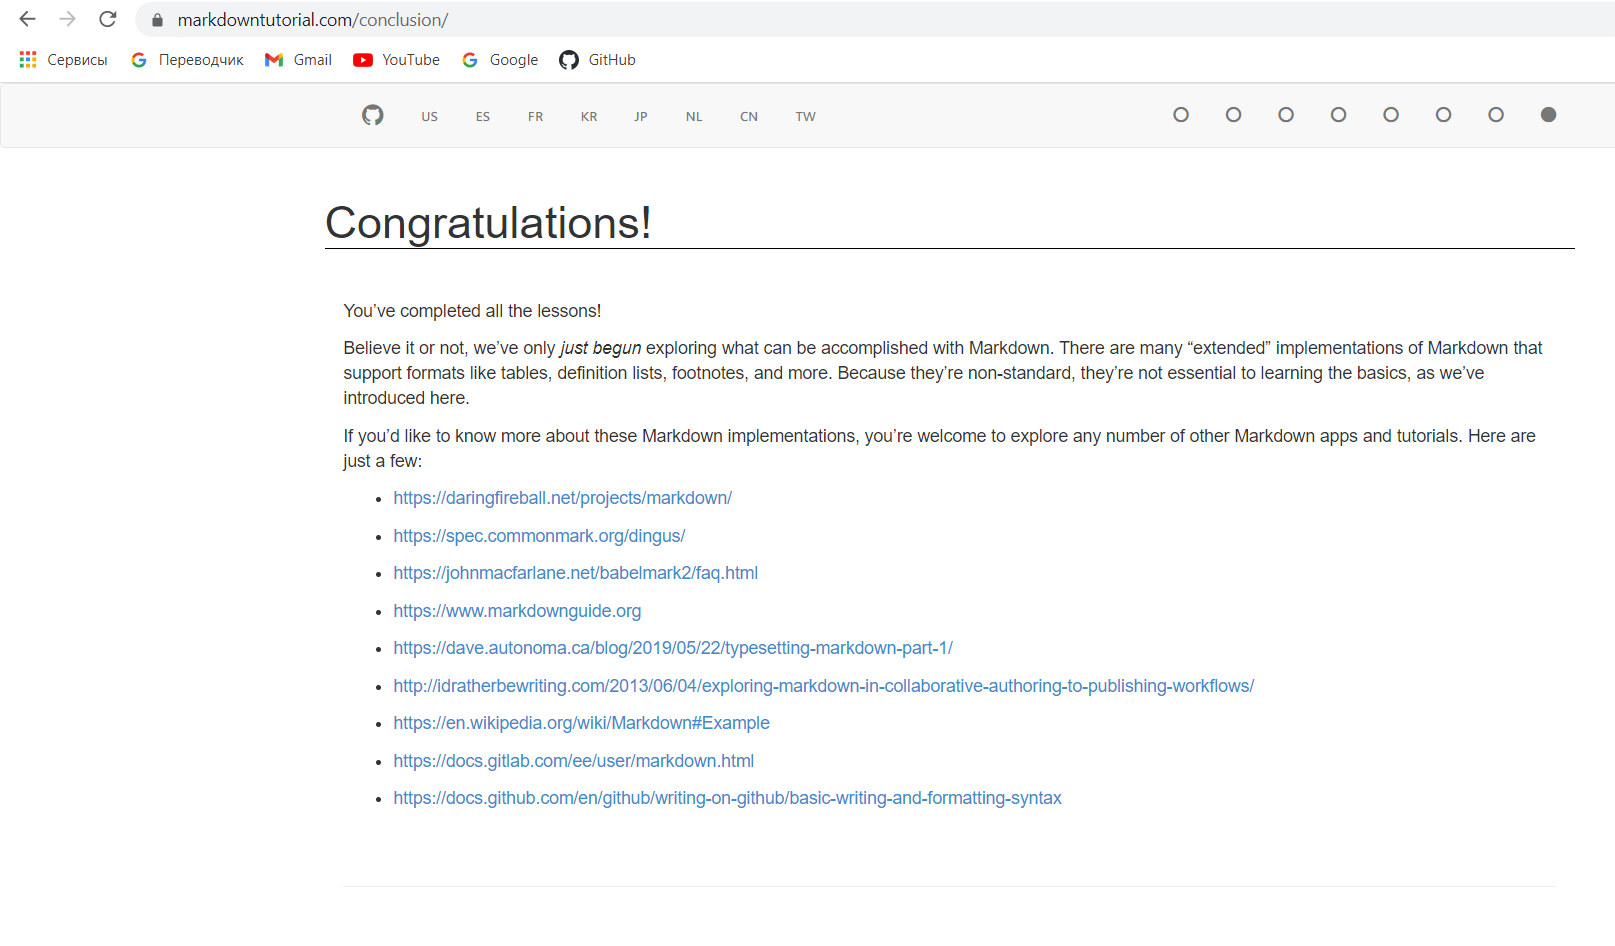 markdowntutorial.com/conclusion/
Сервисы Переводчик Gmail YouTube Google GitHub
US ES FR KR JP NL CN TW
Congratulations!
You’ve completed all the lessons!
Believe it or not, we’ve only just begun exploring what can be accomplished with Markdown. There are many “extended” implementations of Markdown that
support formats like tables, definition lists, footnotes, and more. Because they’re non-standard, they’re not essential to learning the basics, as we’ve
introduced here.
If you’d like to know more about these Markdown implementations, you’re welcome to explore any number of other Markdown apps and tutorials. Here are
just a few:
https://daringfireball.net/projects/markdown/
https://spec.commonmark.org/dingus/
https://johnmacfarlane.net/babelmark2/faq.html
https://www.markdownguide.org
https://dave.autonoma.ca/blog/2019/05/22/typesetting-markdown-part-1/
http://idratherbewriting.com/2013/06/04/exploring-markdown-in-collaborative-authoring-to-publishing-workflows/
https://en.wikipedia.org/wiki/Markdown#Example
https://docs.gitlab.com/ee/user/markdown.html
https://docs.github.com/en/github/writing-on-github/basic-writing-and-formatting-syntax